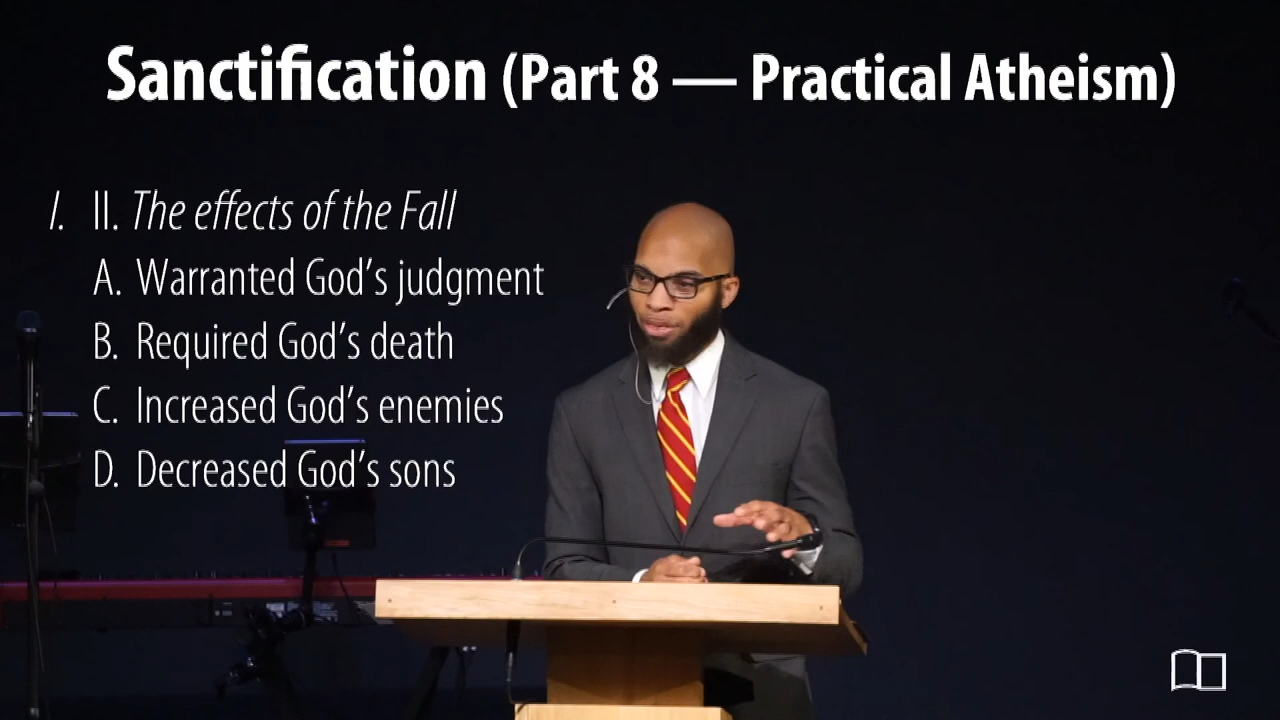 Sanctification (Part 8 — Practical Atheism)
I. II. The effects of the Fall
A. Warranted God’s judgment
B. Required God’s death
C. Increased God’s enemies
D. Decreased God’s sons